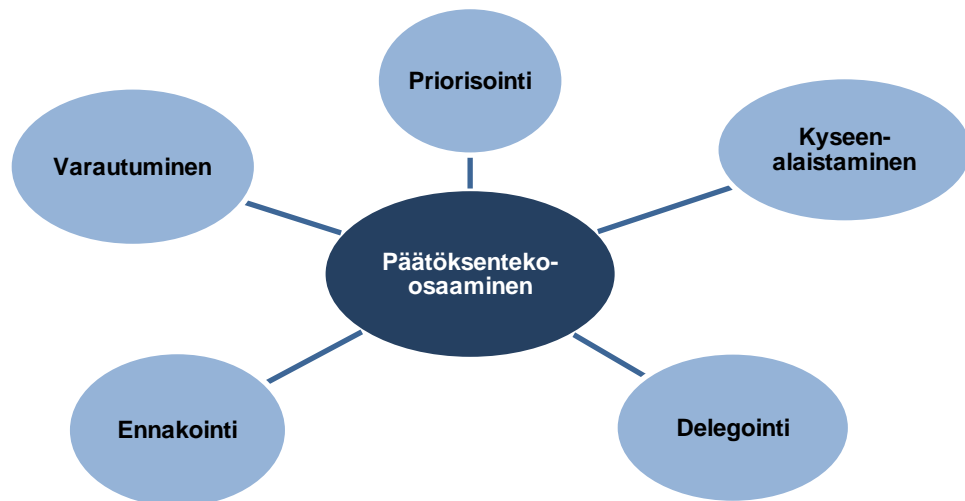 Priorisointi
Kyseen-
alaistaminen
Varautuminen
Päätöksenteko-
osaaminen
Ennakointi
Delegointi